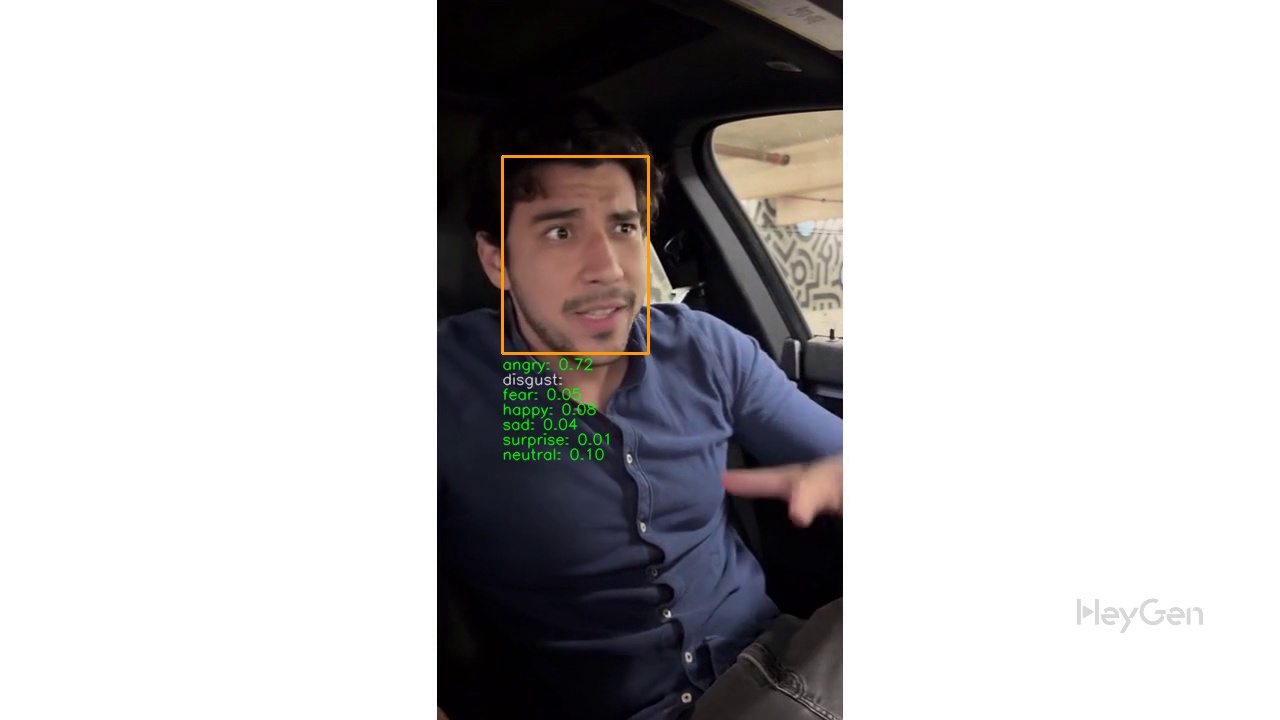 angry: 0.72
disgust:
fear: 0.05
happy: 0.08
sad: 0.04
surprise: 0.01
neutral: 0.10
HeyGen